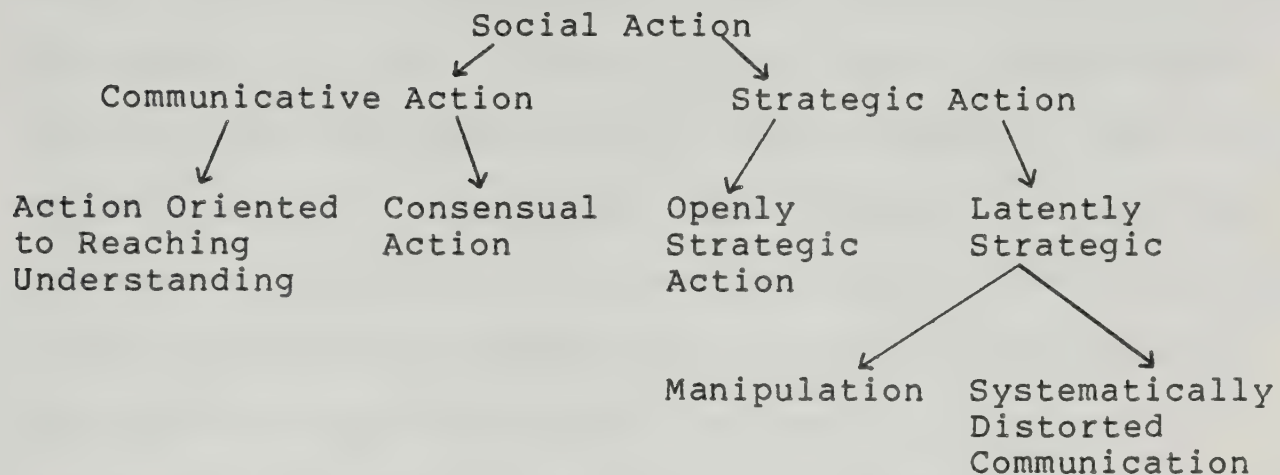 Social Action
Communicative Action Strategic Action
Action Oriented
to Reaching
Understanding
Consensual
Action
Openly
Strategic
Action
Latently
Strategic
Manipulation
Systematically
Distorted
Communication